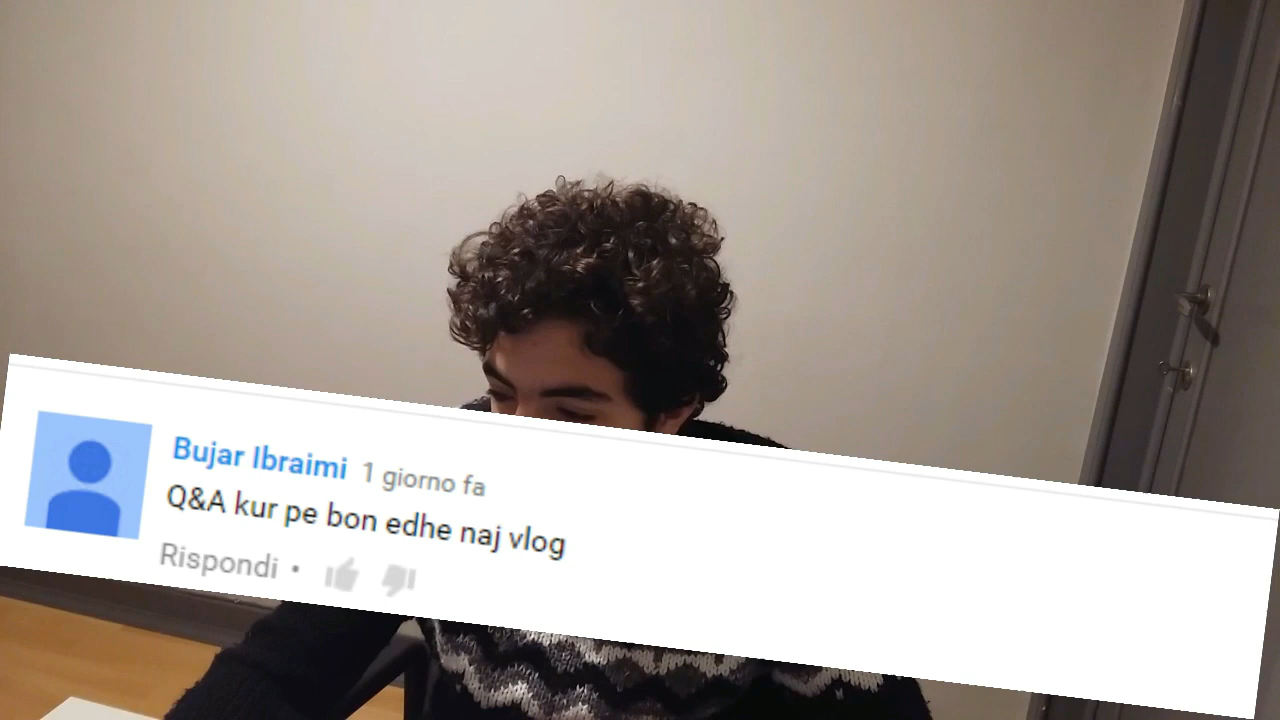 Bujar Ibraimi 1 giorno fa
Q&A kur pe bon edhe naj vlog
Rispondi •